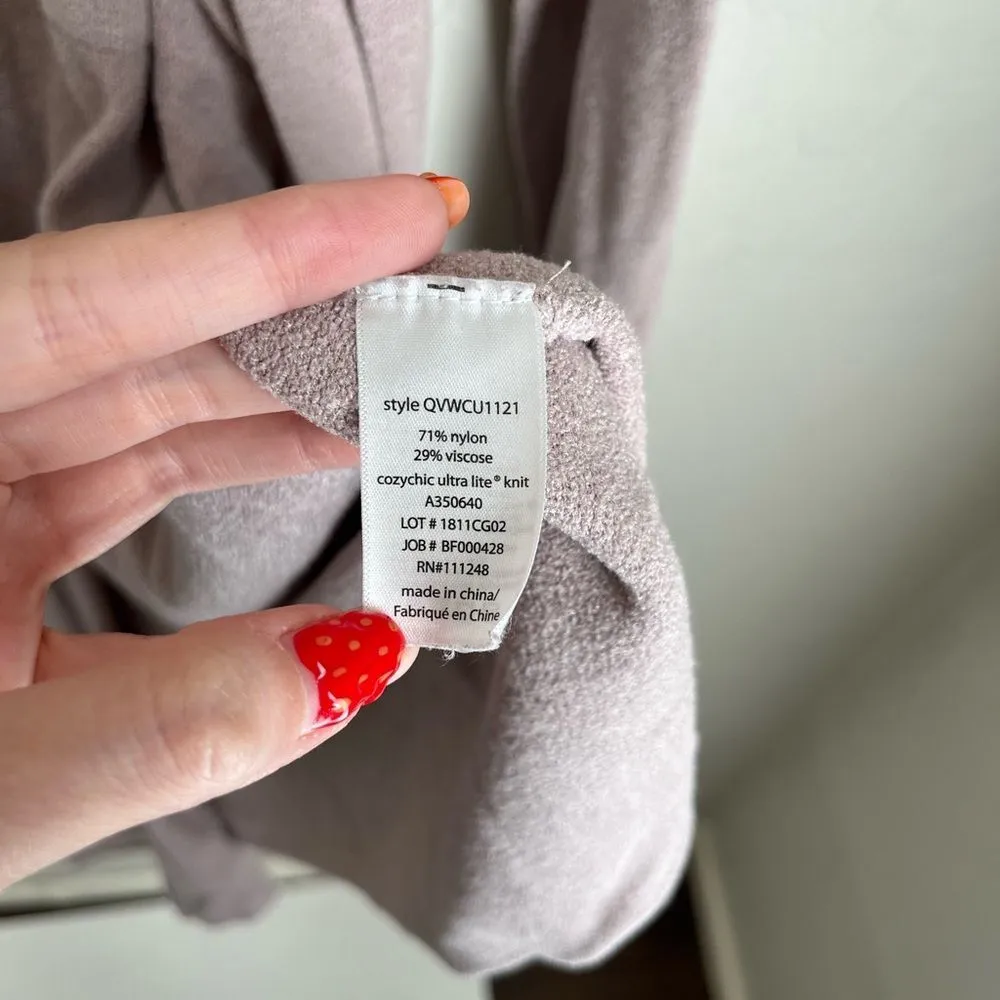 style QVWCU1121
71% nylon
29% viscose
cozychic ultra lite® knit
A350640
LOT # 1811CG02
JOB # BF000428
RN#111248
made in china/
Fabriqué en Chine